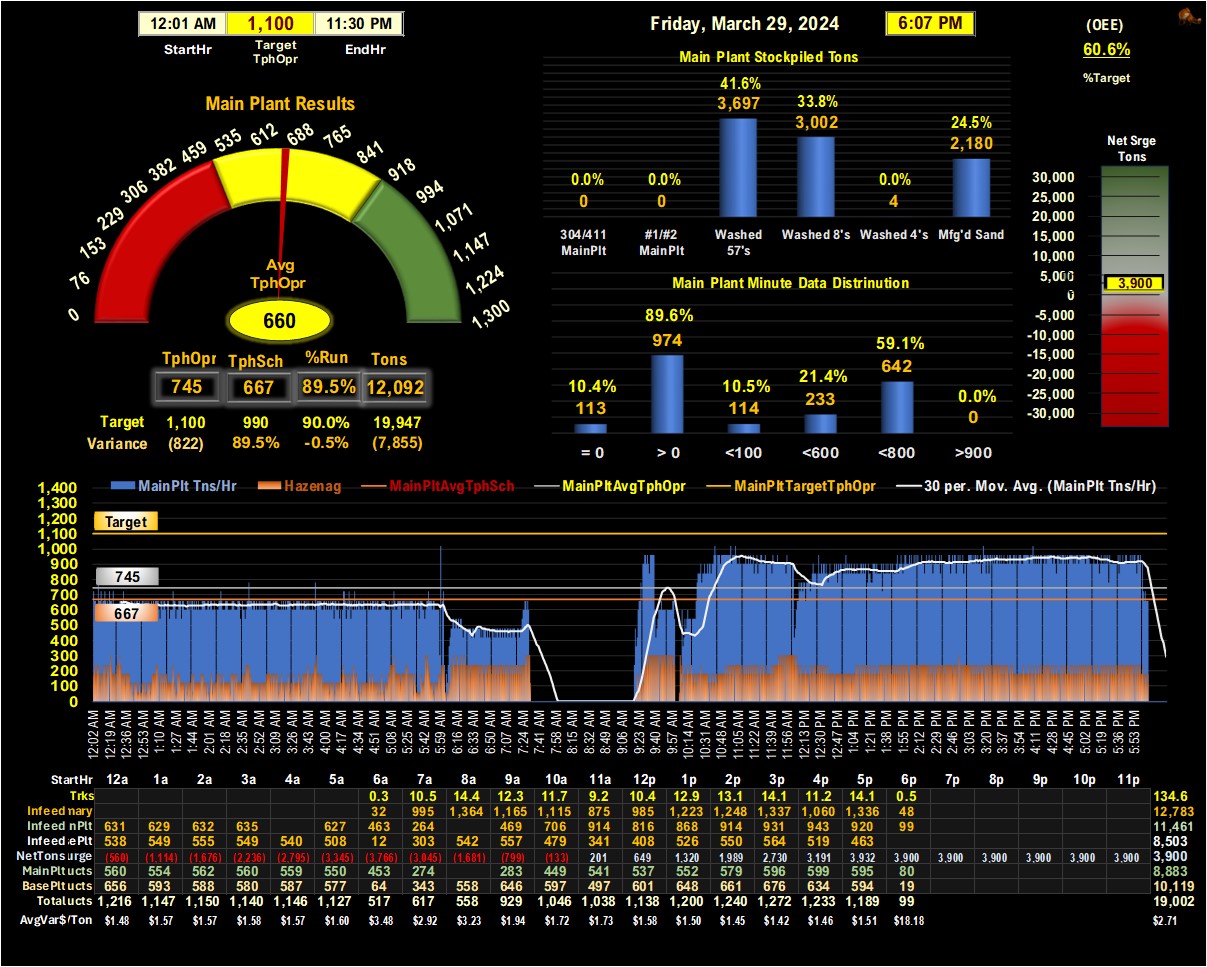 12:01 AM 1,100 11:30 PM
StartHr Target TphOpr EndHr
Friday, March 29, 2024 6:07 PM
(OEE)
60.6%
%Target
Main Plant Results
0 76 153 229 306 382 459 535 612 688 765 841 918 994 1,071 1,147 1,224 1,300
Avg
TphOpr
660
TphOpr TphSch %Run Tons
745 667 89.5% 12,092
Target 1,100 990 90.0% 19,947
Variance (822) 89.5% -0.5% (7,855)
Main Plant Stockpiled Tons
41.6%
3,697
33.8%
3,002
24.5%
2,180
0.0% 0.0% 0.0%
0 0 4
304/411 MainPlt #1/#2 MainPlt Washed 57's Washed 8's Washed 4's Mfg'd Sand
Main Plant Minute Data Distrinution
89.6%
974
59.1%
642
10.4% 10.5% 21.4% 0.0%
113 114 233 0
= 0 > 0 <100 <600 <800 >900
Net Srge
Tons
30,000
25,000
20,000
15,000
10,000
5,000
3,900
0
-5,000
-10,000
-15,000
-20,000
-25,000
-30,000
MainPlt Tns/Hr Hazenag MainPltAvgTphSch MainPltAvgTphOpr MainPltTargetTphOpr 30 per. Mov. Avg. (MainPlt Tns/Hr)
1,400
1,300
1,200
1,100
1,000
900
800
700
600
500
400
300
200
100
Target
745
667
12:02 AM 12:19 AM 12:36 AM 12:53 AM 1:10 AM 1:27 AM 1:44 AM 2:01 AM 2:18 AM 2:35 AM 2:52 AM 3:09 AM 3:26 AM 3:43 AM 4:00 AM 4:17 AM 4:34 AM 4:51 AM 5:08 AM 5:25 AM 5:42 AM 5:59 AM 6:16 AM 6:33 AM 6:50 AM 7:07 AM 7:24 AM 7:41 AM 7:58 AM 8:15 AM 8:32 AM 8:49 AM 9:06 AM 9:23 AM 9:40 AM 9:57 AM 10:14 AM 10:31 AM 10:48 AM 11:05 AM 11:22 AM 11:39 AM 11:56 AM 12:13 PM 12:30 PM 12:47 PM 1:04 PM 1:21 PM 1:38 PM 1:55 PM 2:12 PM 2:29 PM 2:46 PM 3:03 PM 3:20 PM 3:37 PM 3:54 PM 4:11 PM 4:28 PM 4:45 PM 5:02 PM 5:19 PM 5:36 PM 5:53 PM
StartHr 12a 1a 2a 3a 4a 5a 6a 7a 8a 9a 10a 11a 12p 1p 2p 3p 4p 5p 6p 7p 8p 9p 10p 11p
Trks 0.3 10.5 14.4 12.3 11.7 9.2 10.4 12.9 13.1 14.1 11.2 14.1 0.5 134.6
Infeed mary 32 995 1,364 1,165 1,115 875 985 1,223 1,248 1,337 1,060 1,336 48 12,783
Infeed nPlt 631 629 632 635 627 463 264 469 706 914 816 868 914 931 943 920 99 11,461
Infeed ePlt 538 549 555 549 540 508 12 303 542 557 479 341 408 526 550 564 519 463 8,503
NetTons urge (560) (1,114) (1,676) (2,236) (2,795) (3,345) (3,766) (3,045) (1,681) (799) (133) 201 649 1,320 1,989 2,730 3,191 3,932 3,900 3,900 3,900 3,900 3,900 3,900 3,900
MainPlt ucts 560 554 562 560 559 550 453 274 283 449 541 537 552 579 596 599 595 80 8,883
BasePlt ucts 656 593 588 580 587 577 64 343 558 646 597 497 601 648 661 676 634 594 19 10,119
Totalucts 1,216 1,147 1,150 1,140 1,146 1,127 517 617 558 929 1,046 1,038 1,138 1,200 1,240 1,272 1,233 1,189 99 19,002
AvgVar$/Ton $1.48 $1.57 $1.57 $1.58 $1.57 $1.60 $3.48 $2.92 $3.23 $1.94 $1.72 $1.73 $1.58 $1.50 $1.45 $1.42 $1.46 $1.51 $18.18 $2.71